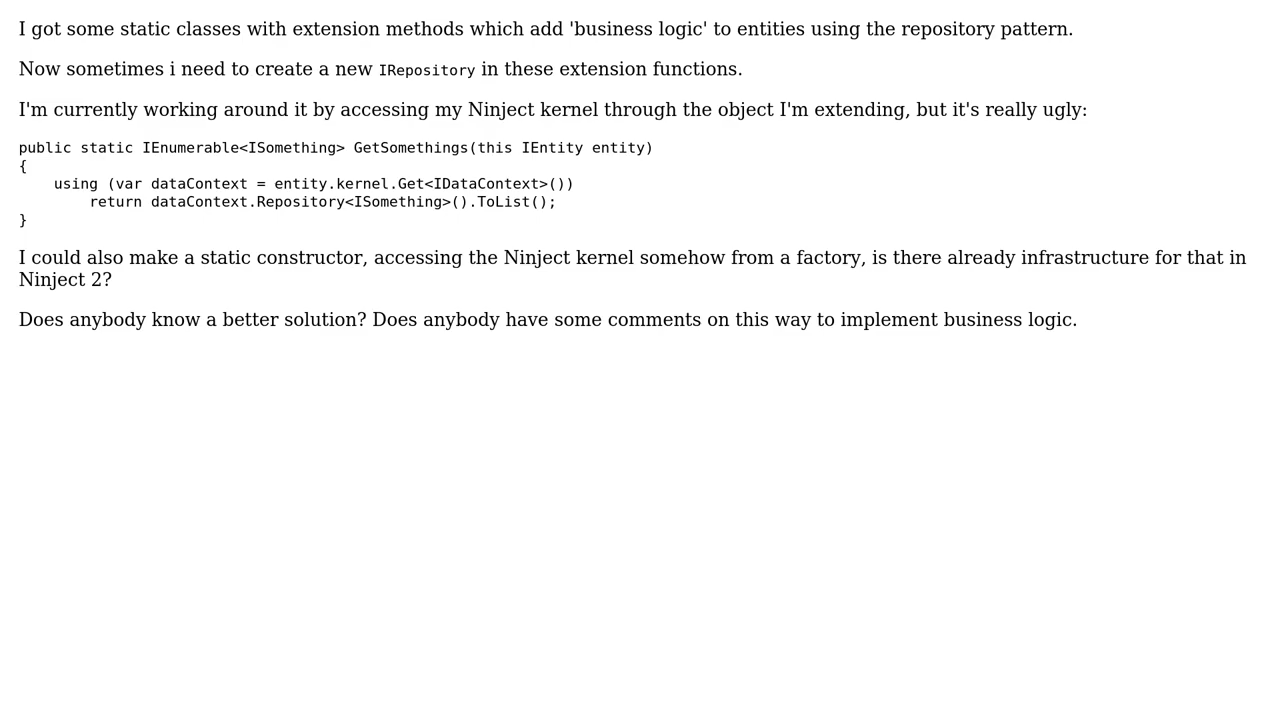 I got some static classes with extension methods which add 'business logic' to entities using the repository pattern.
Now sometimes i need to create a new IRepository in these extension functions.
I'm currently working around it by accessing my Ninject kernel through the object I'm extending, but it's really ugly:
public static IEnumerable<ISomething> GetSomethings(this IEntity entity)
{
    using (var dataContext = entity.kernel.Get<IDataContext>())
        return dataContext.Repository<ISomething>().ToList();
}
I could also make a static constructor, accessing the Ninject kernel somehow from a factory, is there already infrastructure for that in
Ninject 2?
Does anybody know a better solution? Does anybody have some comments on this way to implement business logic.